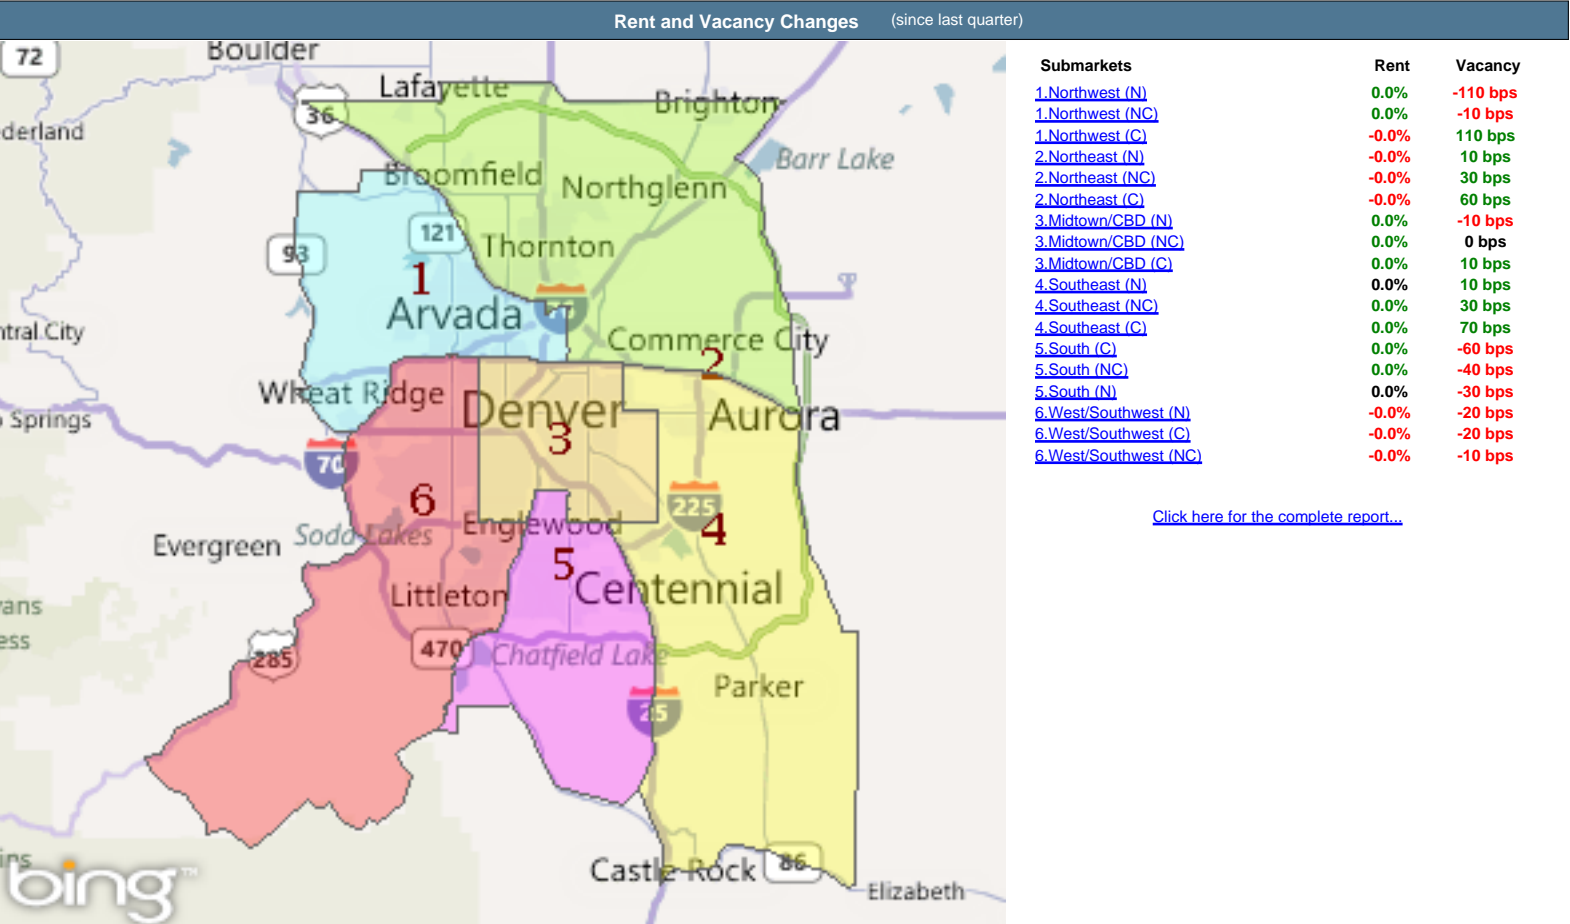 Rent and Vacancy Changes (since last quarter)
72
Boulder
Lafayette
36
Brighton
derland
Barr Lake
Broomfield
Northglenn
121
Thornton
93
1
Arvada
ntral City
Commerce City
2
Wheat Ridge
Denver
Springs
Aurora
3
70
6
225
Englewood
4
Evergreen
Soda Lakes
5
Centennial
Littleton
vans
ess
470
285
Chatfield Lake
Parker
25
Castle Rock
86
ins
bing™
Elizabeth
Submarkets Rent Vacancy
1.Northwest (N) 0.0% -110 bps
1.Northwest (NC) 0.0% -10 bps
1.Northwest (C) -0.0% 110 bps
2.Northeast (N) -0.0% 10 bps
2.Northeast (NC) -0.0% 30 bps
2.Northeast (C) -0.0% 60 bps
3.Midtown/CBD (N) 0.0% -10 bps
3.Midtown/CBD (NC) 0.0% 0 bps
3.Midtown/CBD (C) 0.0% 10 bps
4.Southeast (N) 0.0% 10 bps
4.Southeast (NC) 0.0% 30 bps
4.Southeast (C) 0.0% 70 bps
5.South (C) 0.0% -60 bps
5.South (NC) 0.0% -40 bps
5.South (N) 0.0% -30 bps
6.West/Southwest (N) -0.0% -20 bps
6.West/Southwest (C) -0.0% -20 bps
6.West/Southwest (NC) -0.0% -10 bps
Click here for the complete report...